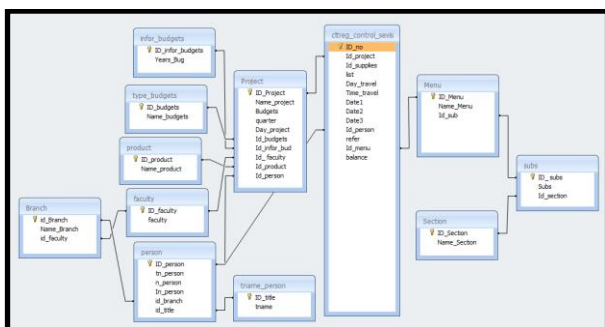 infor_budgets
ID_infor_budgets
Years_Bug
type_budgets
ID_budgets
Name_budgets
product
ID_product
Name_product
Branch
id_Branch
Name_Branch
id_faculty
faculty
ID_faculty
faculty
person
ID_person
tn_person
n_person
ln_person
id_branch
id_title
tname_person
ID_title
tname
Project
ID_Project
Name_project
Budgets
quarter
Day_project
Id_budgets
Id_infor_bud
Id_faculty
Id_product
Id_person
cltreg_control_sevis
ID_no
Id_project
Id_supplies
list
Day_travel
Time_travel
Date1
Date2
Date3
Id_person
refer
Id_menu
balance
Menu
ID_Menu
Name_Menu
Id_sub
subs
ID_subs
Subs
Id_section
Section
ID_Section
Name_Section